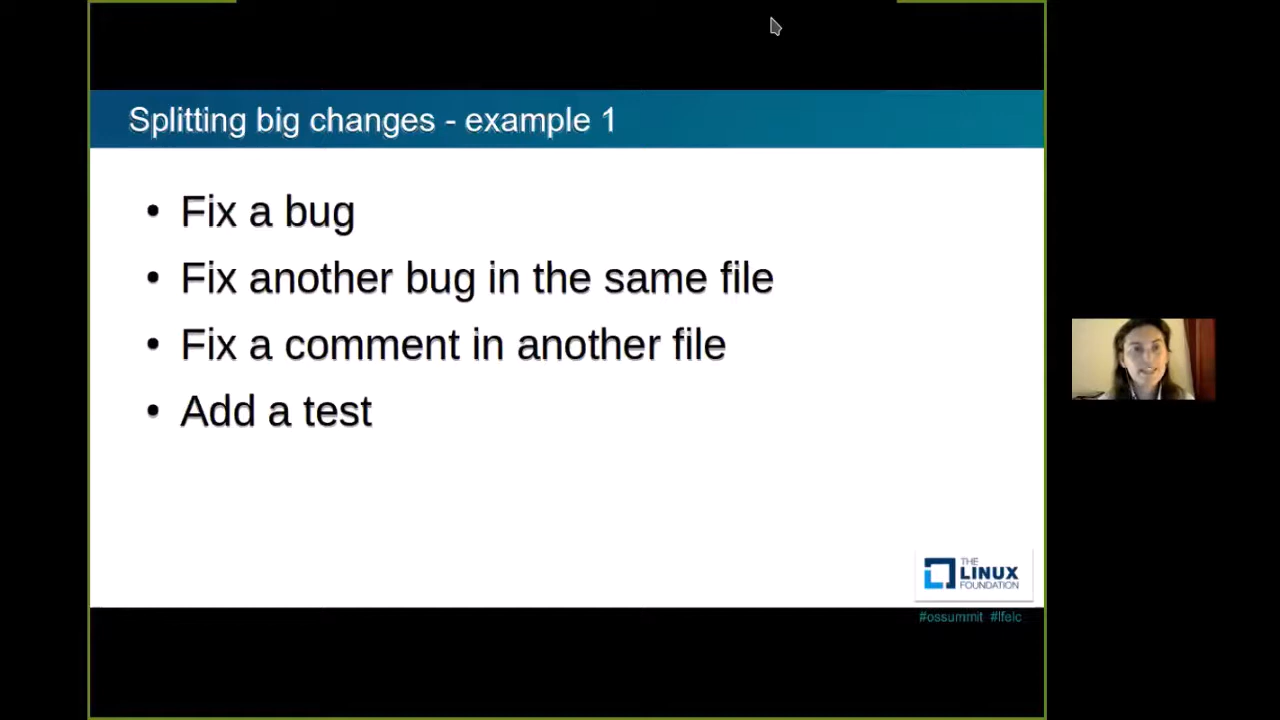 Splitting big changes - example 1
• Fix a bug
• Fix another bug in the same file
• Fix a comment in another file
• Add a test
THE
LINUX
FOUNDATION
#ossummit #lfelc